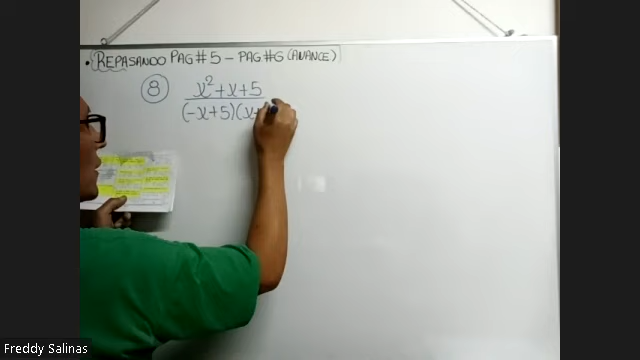 • REPASANDO PAG#5 - PAG.#6 (AVANCE)
8
x² + x + 5
(-x+5)(x+
Freddy Salinas